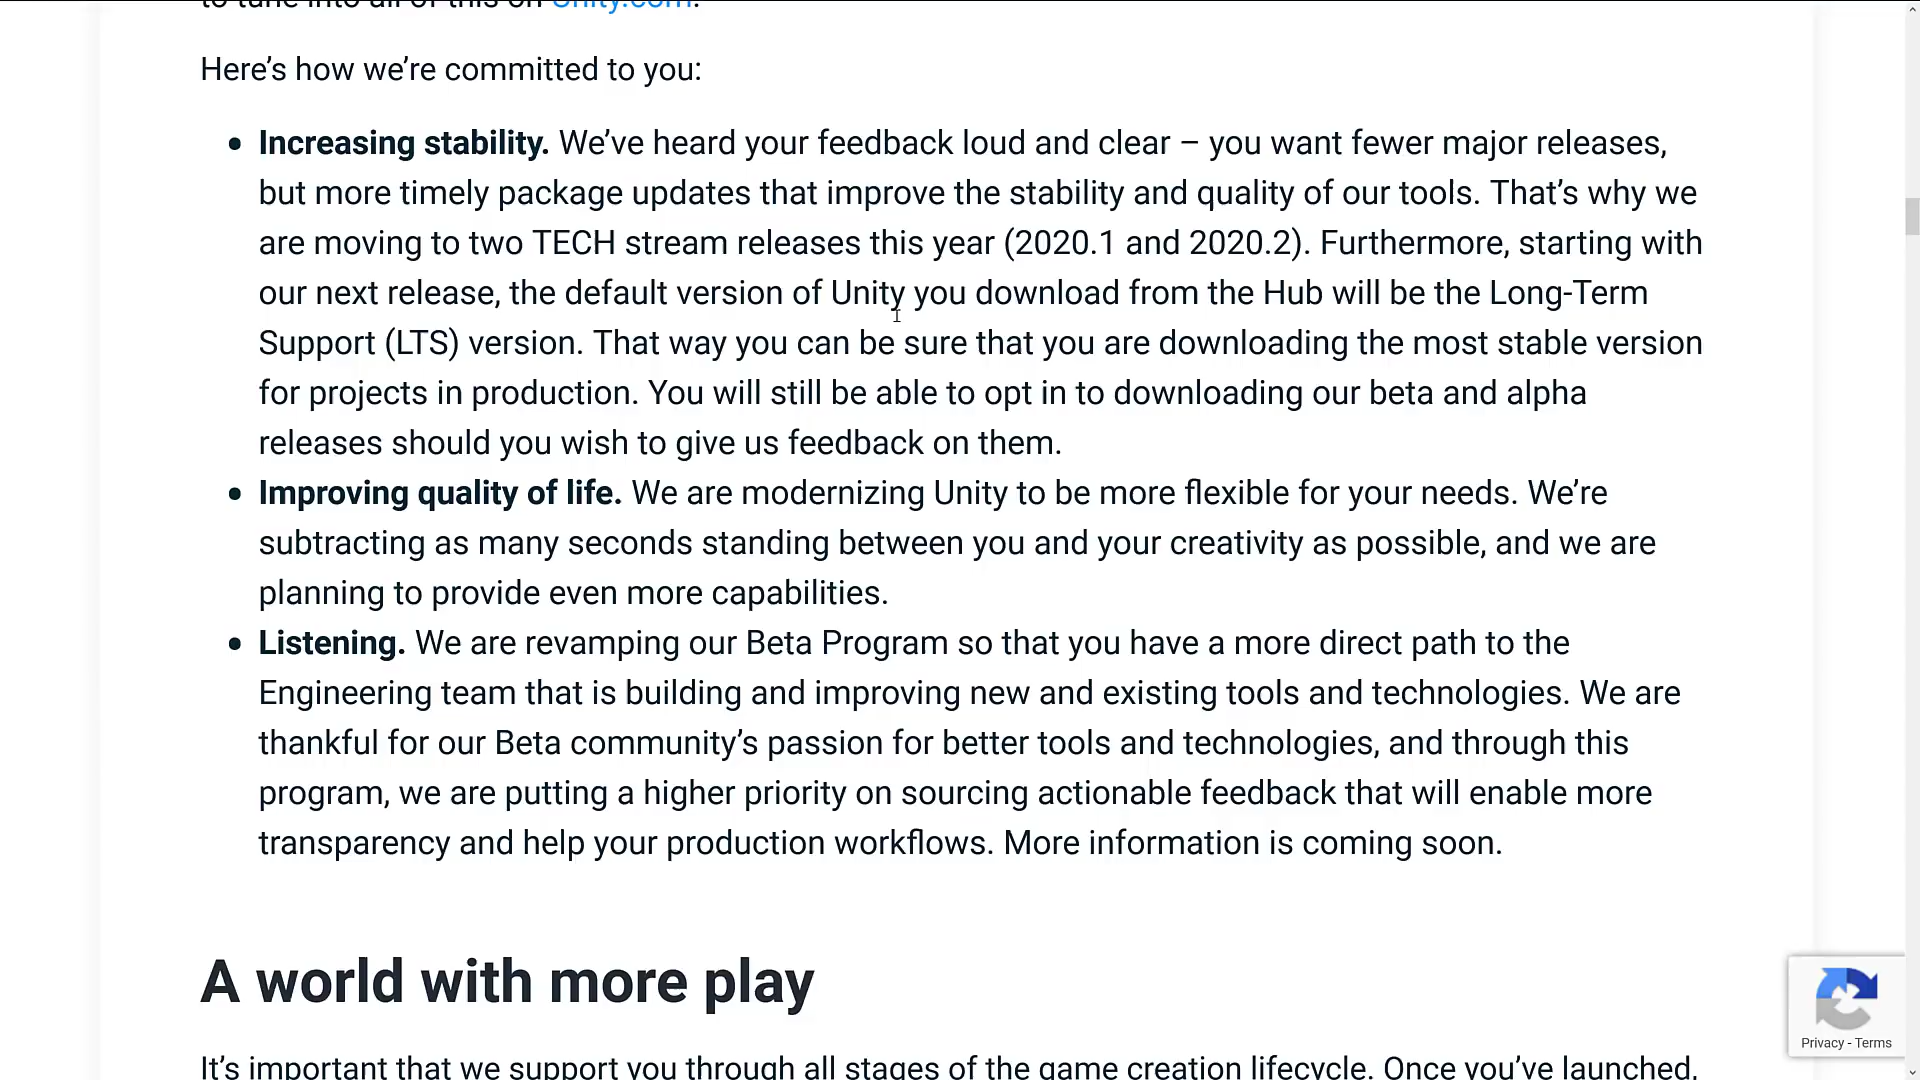 to tune into all of this on Unity.com.
Here’s how we’re committed to you:
• Increasing stability. We’ve heard your feedback loud and clear – you want fewer major releases,
but more timely package updates that improve the stability and quality of our tools. That’s why we
are moving to two TECH stream releases this year (2020.1 and 2020.2). Furthermore, starting with
our next release, the default version of Unity you download from the Hub will be the Long-Term
Support (LTS) version. That way you can be sure that you are downloading the most stable version
for projects in production. You will still be able to opt in to downloading our beta and alpha
releases should you wish to give us feedback on them.
• Improving quality of life. We are modernizing Unity to be more flexible for your needs. We’re
subtracting as many seconds standing between you and your creativity as possible, and we are
planning to provide even more capabilities.
• Listening. We are revamping our Beta Program so that you have a more direct path to the
Engineering team that is building and improving new and existing tools and technologies. We are
thankful for our Beta community’s passion for better tools and technologies, and through this
program, we are putting a higher priority on sourcing actionable feedback that will enable more
transparency and help your production workflows. More information is coming soon.
A world with more play
It’s important that we support you through all stages of the game creation lifecycle. Once you’ve launched,
Privacy - Terms